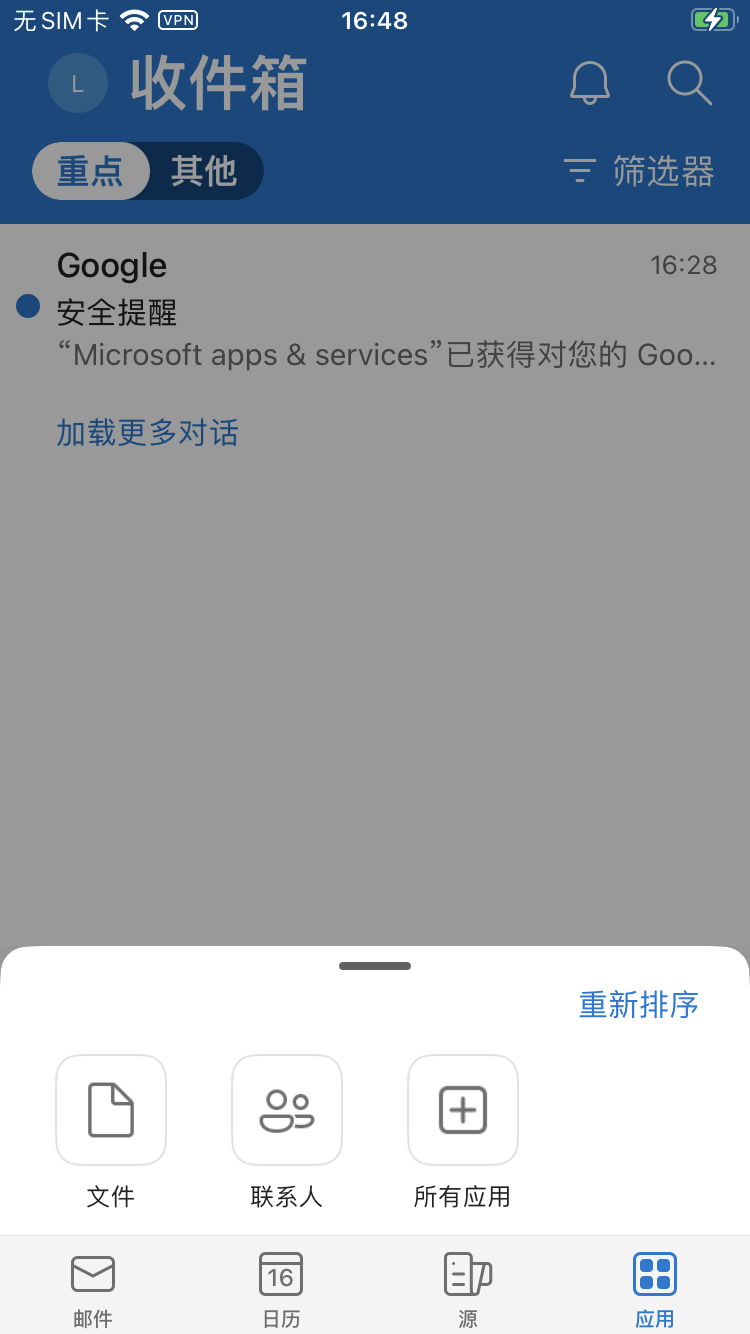 无SIM卡 VPN 16:48
L 收件箱
重点 其他 筛选器
Google 16:28
安全提醒
“Microsoft apps & services”已获得对您的 Goo...
加载更多对话
重新排序
文件 联系人 所有应用
16
邮件 日历 源 应用